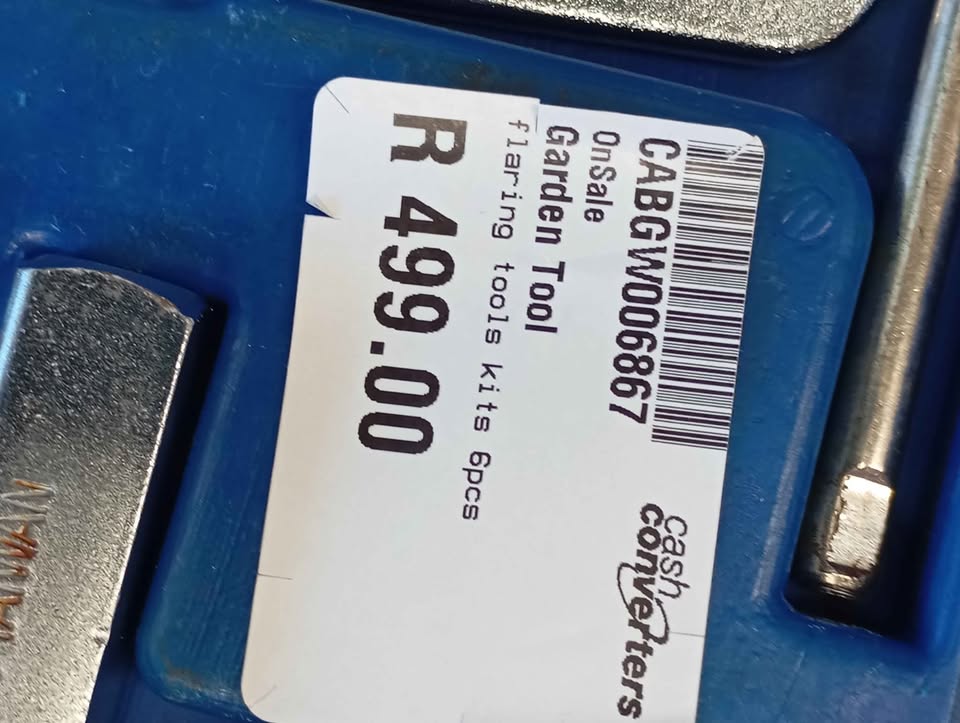 cash
converters
CABGW006867
OnSale
Garden Tool
flaring tools kits 6pcs
R 499.00